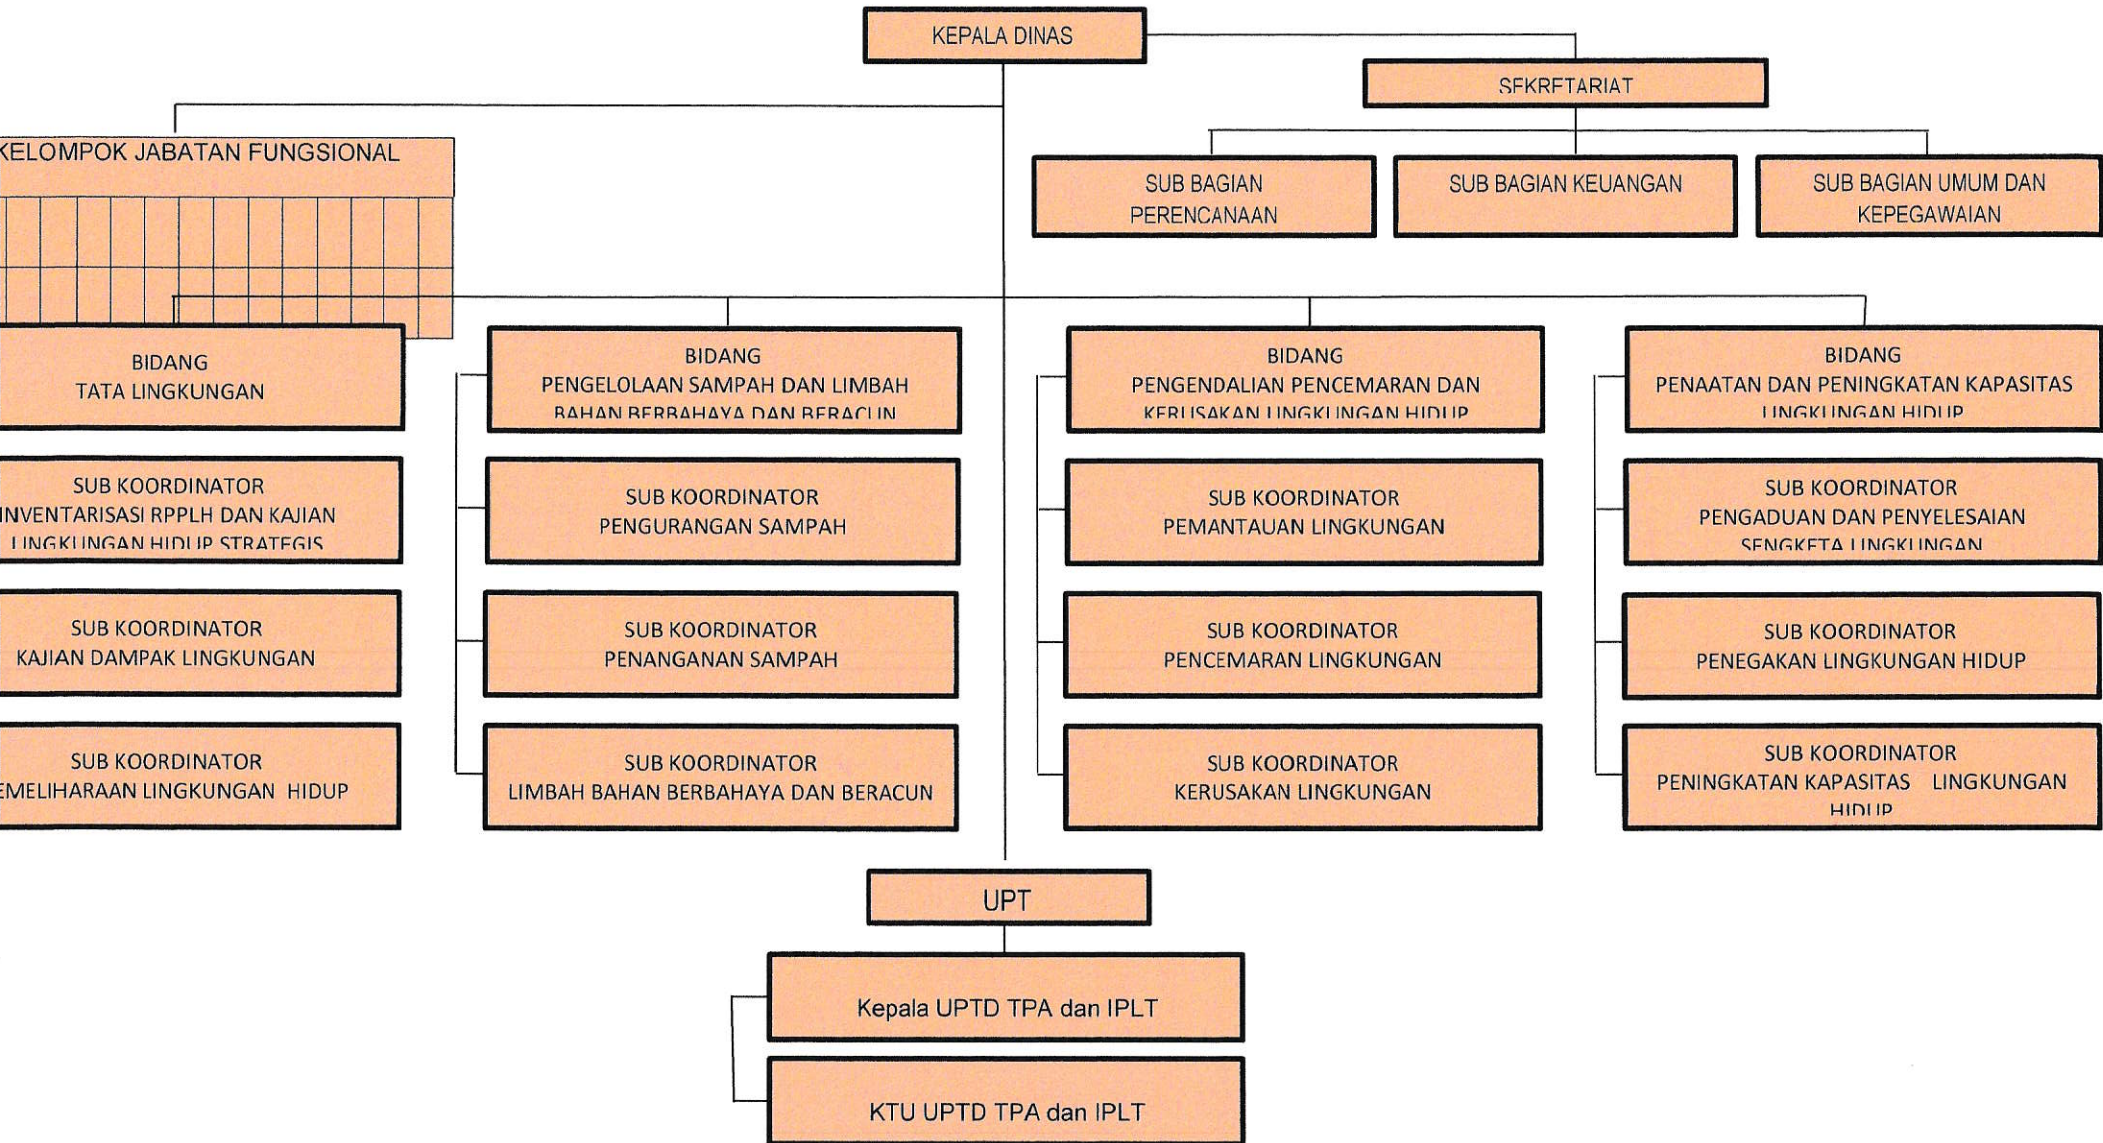 KEPALA DINAS
SEKRETARIAT
KELOMPOK JABATAN FUNGSIONAL
SUB BAGIAN
PERENCANAAN
SUB BAGIAN KEUANGAN
SUB BAGIAN UMUM DAN
KEPEGAWAIAN
BIDANG
TATA LINGKUNGAN
BIDANG
PENGELOLAAN SAMPAH DAN LIMBAH
BAHAN BERBAHAYA DAN BERACUN
BIDANG
PENGENDALIAN PENCEMARAN DAN
KERUSAKAN LINGKUNGAN HIDUP
BIDANG
PENAATAN DAN PENINGKATAN KAPASITAS
LINGKUNGAN HIDUP
SUB KOORDINATOR
INVENTARISASI RPPLH DAN KAJIAN
LINGKUNGAN HIDUP STRATEGIS
SUB KOORDINATOR
PENGURANGAN SAMPAH
SUB KOORDINATOR
PEMANTAUAN LINGKUNGAN
SUB KOORDINATOR
PENGADUAN DAN PENYELESAIAN
SENGKETA LINGKUNGAN
SUB KOORDINATOR
KAJIAN DAMPAK LINGKUNGAN
SUB KOORDINATOR
PENANGANAN SAMPAH
SUB KOORDINATOR
PENCEMARAN LINGKUNGAN
SUB KOORDINATOR
PENEGAKAN LINGKUNGAN HIDUP
SUB KOORDINATOR
EMELIHARAAN LINGKUNGAN HIDUP
SUB KOORDINATOR
LIMBAH BAHAN BERBAHAYA DAN BERACUN
SUB KOORDINATOR
KERUSAKAN LINGKUNGAN
SUB KOORDINATOR
PENINGKATAN KAPASITAS LINGKUNGAN
HIDUP
UPT
Kepala UPTD TPA dan IPLT
KTU UPTD TPA dan IPLT